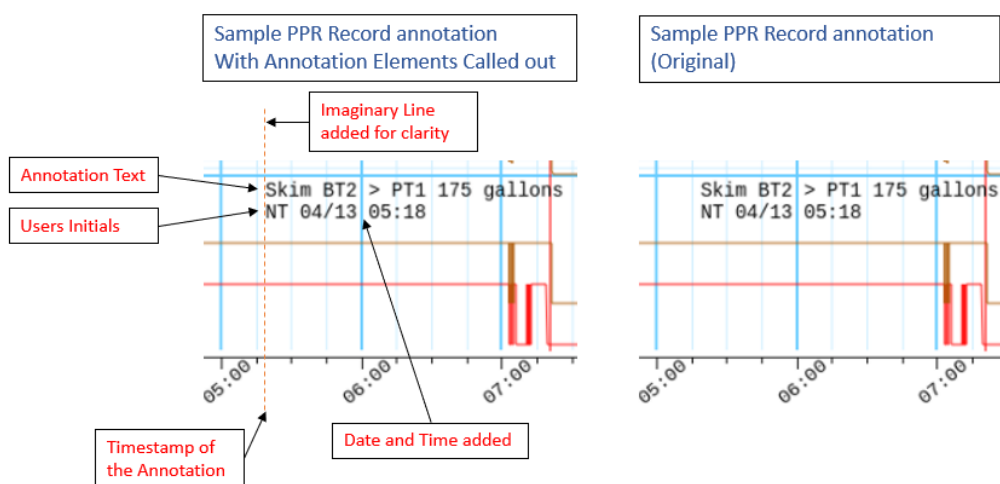 Sample PPR Record annotation
With Annotation Elements Called out
Sample PPR Record annotation
(Original)
Imaginary Line
added for clarity
Annotation Text
Users Initials
Skim BT2 > PT1 175 gallons
NT 04/13 05:18
Skim BT2 > PT1 175 gallons
NT 04/13 05:18
05:00
06:00
07:00
05:00
06:00
07:00
Timestamp of
the Annotation
Date and Time added